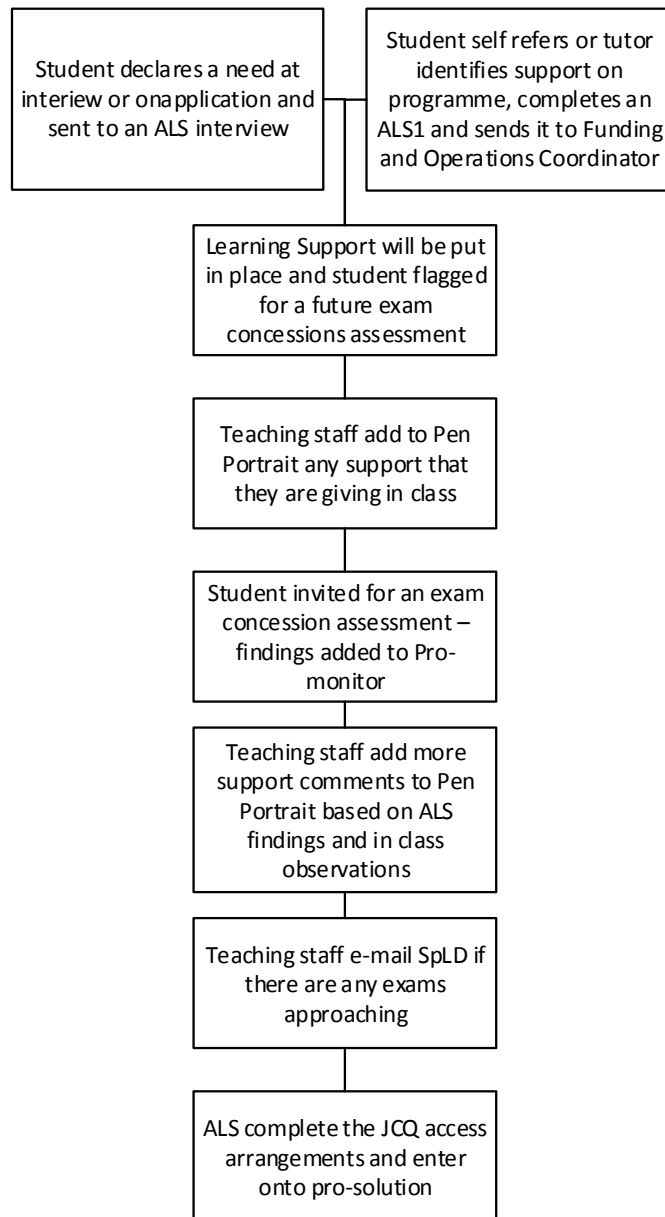 Student declares a need at
interiew or onapplication and
sent to an ALS interview
Student self refers or tutor
identifies support on
programme, completes an
ALS1 and sends it to Funding
and Operations Coordinator
Learning Support will be put
in place and student flagged
for a future exam
concessions assessment
Teaching staff add to Pen
Portrait any support that
they are giving in class
Student invited for an exam
concession assessment –
findings added to Pro-
monitor
Teaching staff add more
support comments to Pen
Portrait based on ALS
findings and in class
observations
Teaching staff e-mail SpLD if
there are any exams
approaching
ALS complete the JCQ access
arrangements and enter
onto pro-solution